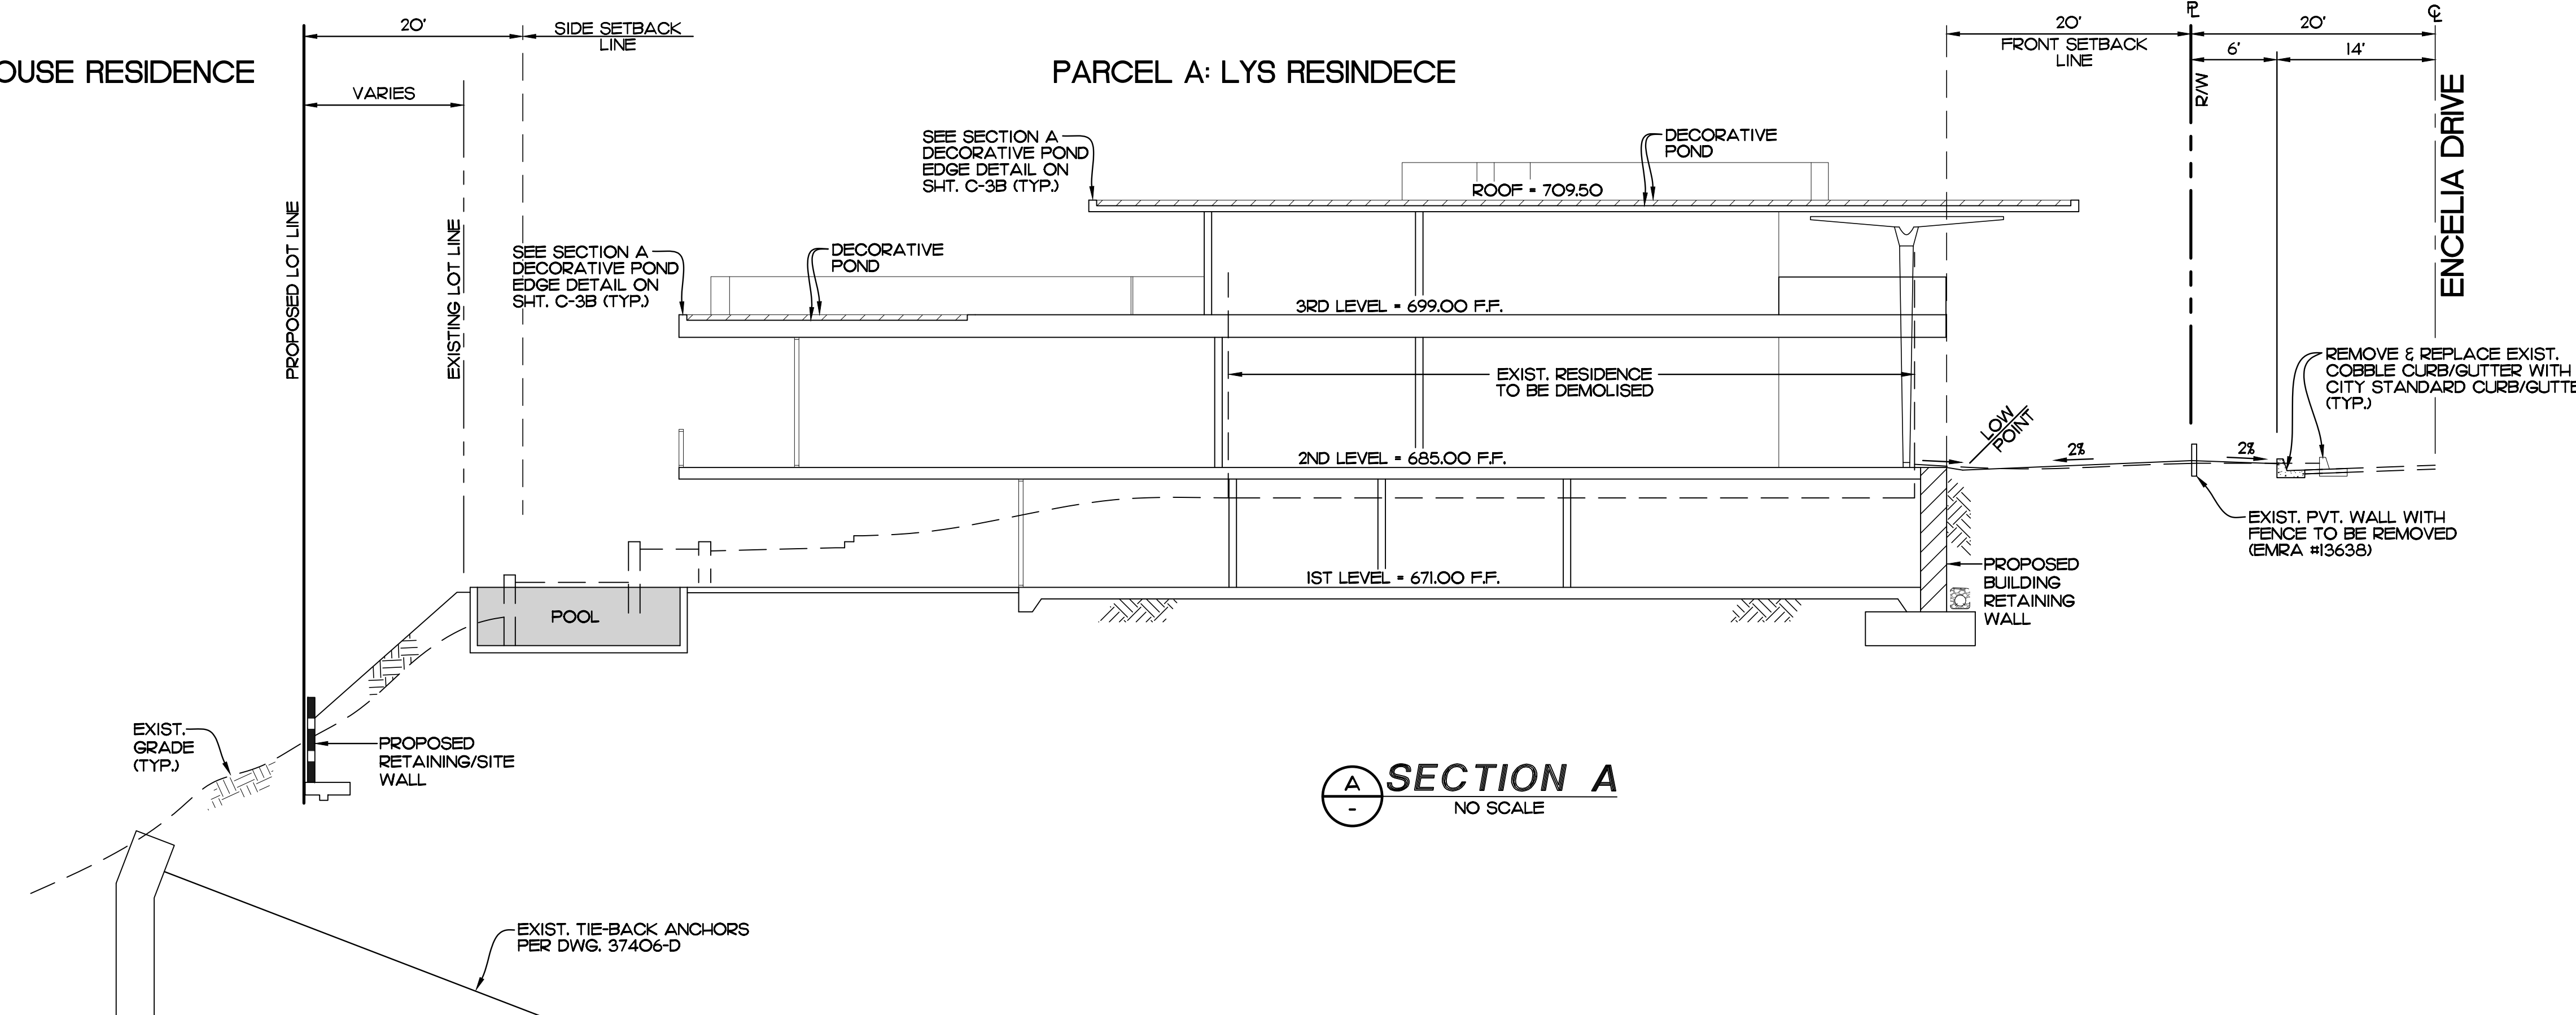 20'
SIDE SETBACK
LINE
VARIES
OUSE RESIDENCE
PARCEL A: LYS RESINDECE
20'
FRONT SETBACK
LINE
PL
20'
6'
14'
CL
R/W
ENCELIA DRIVE
PROPOSED LOT LINE
EXISTING LOT LINE
SEE SECTION A
DECORATIVE POND
EDGE DETAIL ON
SHT. C-3B (TYP.)
DECORATIVE
POND
ROOF = 709.50
SEE SECTION A
DECORATIVE POND
EDGE DETAIL ON
SHT. C-3B (TYP.)
DECORATIVE
POND
3RD LEVEL = 699.00 F.F.
EXIST. RESIDENCE
TO BE DEMOLISED
2ND LEVEL = 685.00 F.F.
LOW
POINT
2%
2%
REMOVE & REPLACE EXIST.
COBBLE CURB/GUTTER WITH
CITY STANDARD CURB/GUTTE
(TYP.)
EXIST. PVT. WALL WITH
FENCE TO BE REMOVED
(EMRA #13638)
1ST LEVEL = 671.00 F.F.
PROPOSED
BUILDING
RETAINING
WALL
POOL
EXIST.
GRADE
(TYP.)
PROPOSED
RETAINING/SITE
WALL
A
-
SECTION A
NO SCALE
EXIST. TIE-BACK ANCHORS
PER DWG. 37406-D